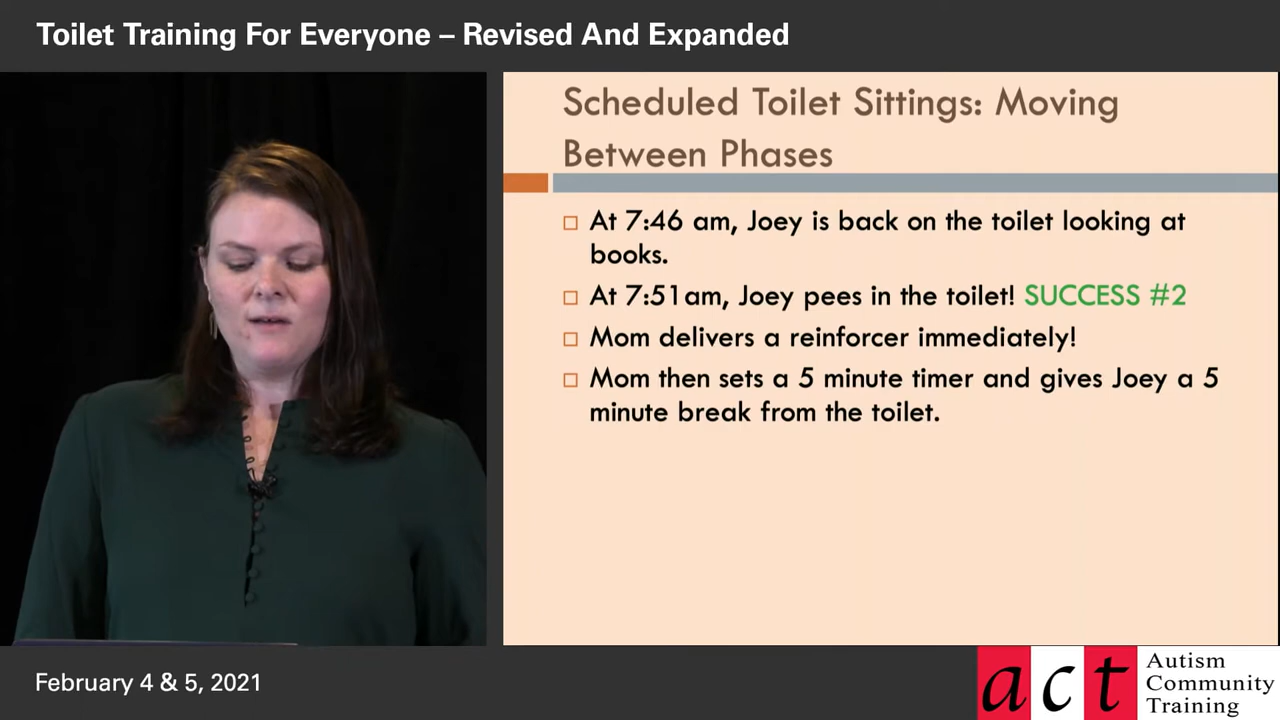 Toilet Training For Everyone – Revised And Expanded
Scheduled Toilet Sittings: Moving
Between Phases
At 7:46 am, Joey is back on the toilet looking at
books.
At 7:51am, Joey pees in the toilet! SUCCESS #2
Mom delivers a reinforcer immediately!
Mom then sets a 5 minute timer and gives Joey a 5
minute break from the toilet.
February 4 & 5, 2021
act
Autism
Community
Training